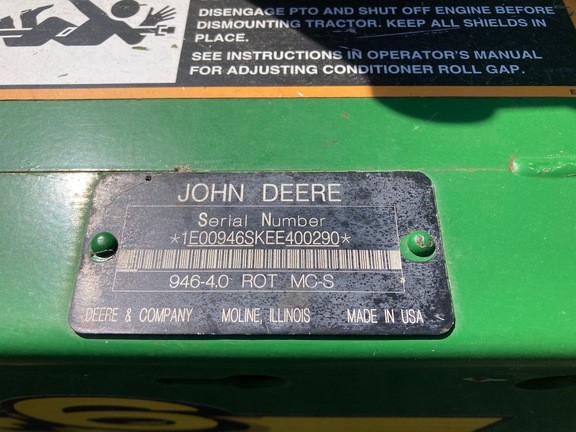 DISENGAGE PTO AND SHUT OFF ENGINE BEFORE
DISMOUNTING TRACTOR. KEEP ALL SHIELDS IN
PLACE.
SEE INSTRUCTIONS IN OPERATOR'S MANUAL
FOR ADJUSTING CONDITIONER ROLL GAP.
JOHN DEERE
Serial Number
*1E00946SKEE400290*
946-4.0 ROT MC-S
DEERE & COMPANY MOLINE, ILLINOIS MADE IN USA